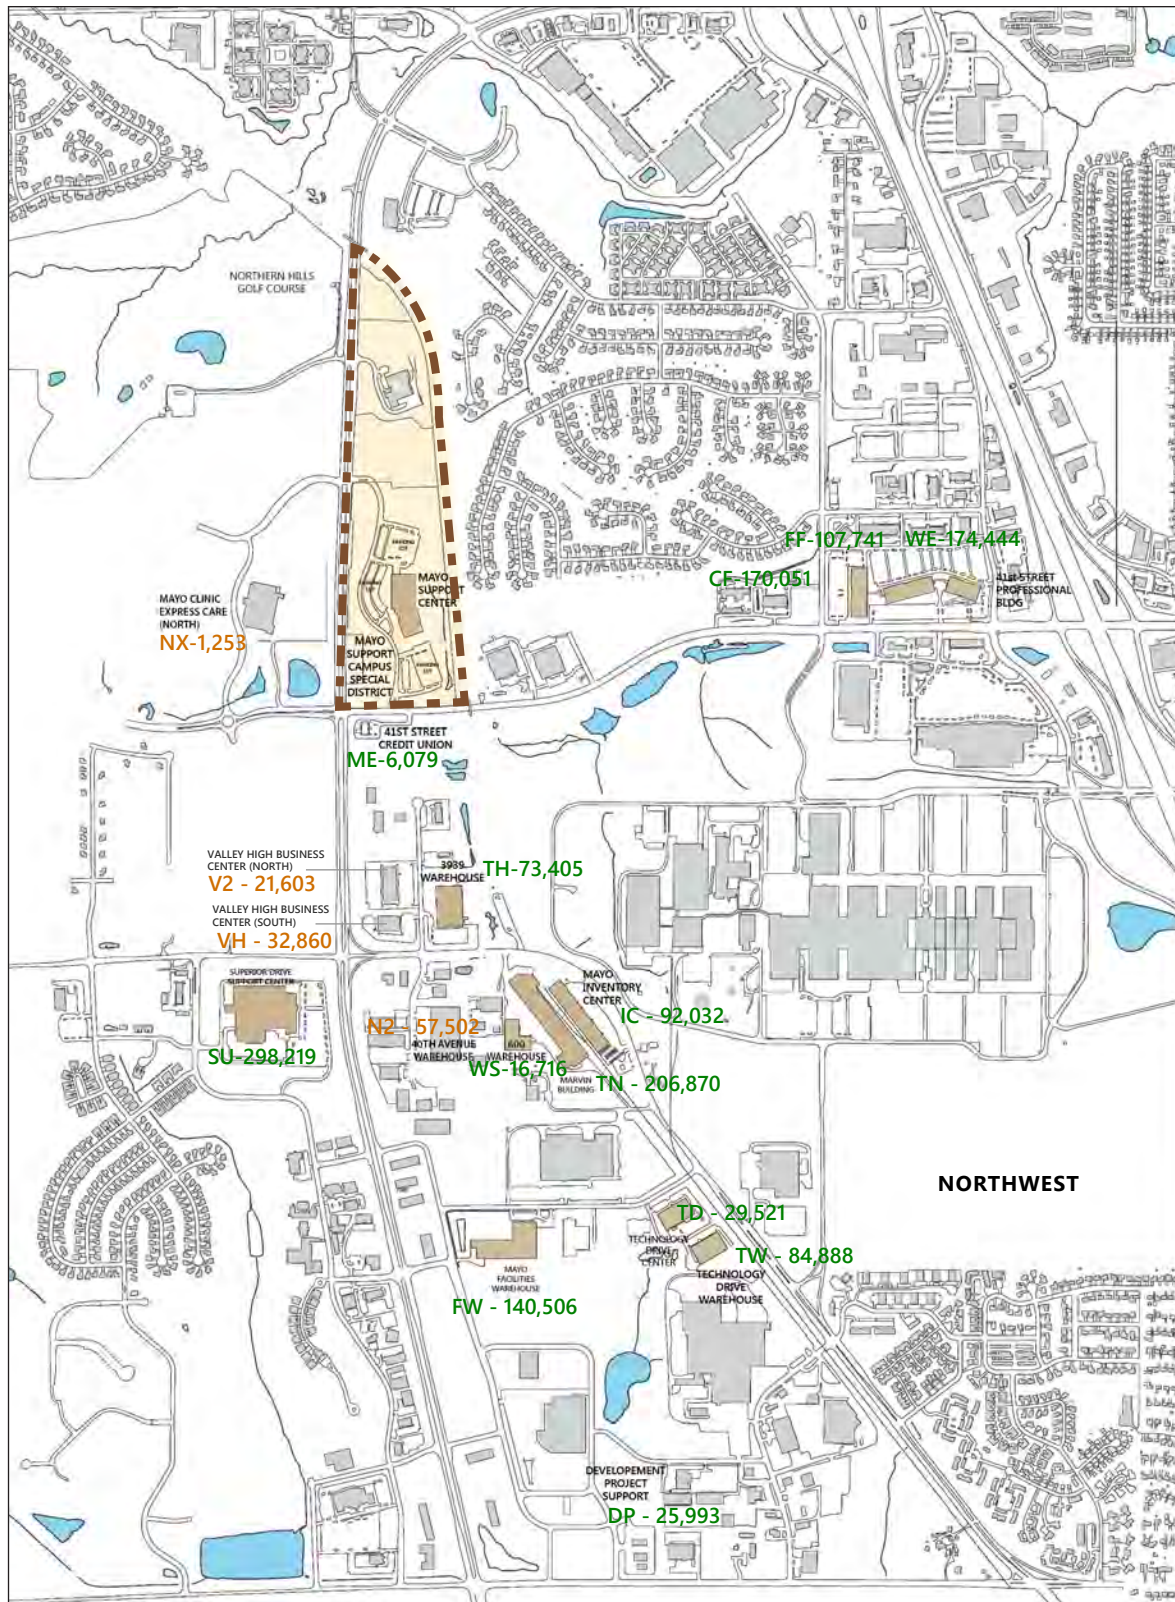 NORTHERN HILLS
GOLF COURSE
FF-107,741
WE-174,444
CF-170,051
41st STREET
PROFESSIONAL
BLDG
PARKING
LOT
MAYO
SUPPORT
CENTER
MAYO CLINIC
EXPRESS CARE
(NORTH)
NX-1,253
MAYO
SUPPORT
CAMPUS
SPECIAL
DISTRICT
PARKING
LOT
41ST STREET
CREDIT UNION
ME-6,079
VALLEY HIGH BUSINESS
CENTER (NORTH)
V2 - 21,603
3939
WAREHOUSE
TH-73,405
VALLEY HIGH BUSINESS
CENTER (SOUTH)
VH - 32,860
SUPERIOR DRIVE
SUPPORT CENTER
SU-298,219
MAYO
INVENTORY
CENTER
IC - 92,032
N2 - 57,502
40TH AVENUE
WAREHOUSE
600
WAREHOUSE
WS-16,716
MARVIN
BUILDING
TN - 206,870
NORTHWEST
TD - 29,521
TECHNOLOGY
DRIVE
CENTER
TW - 84,888
TECHNOLOGY
DRIVE
WAREHOUSE
MAYO
FACILITIES
WAREHOUSE
FW - 140,506
DEVELOPEMENT
PROJECT
SUPPORT
DP - 25,993